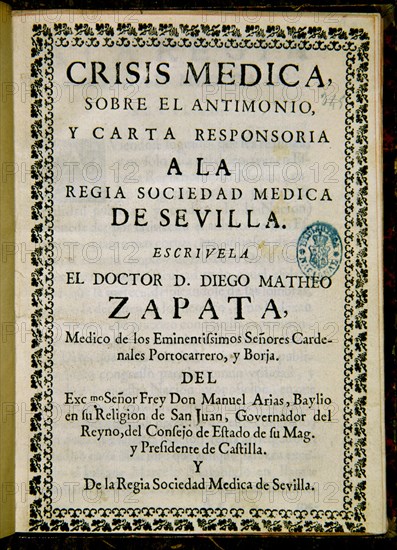 CRISIS MEDICA,
SOBRE EL ANTIMONIO,
Y CARTA RESPONSORIA
A LA
REGIA SOCIEDAD MEDICA
DE SEVILLA.
ESCRIVELA
EL DOCTOR D. DIEGO MATHEO
ZAPATA,
Medico de los Eminentissimos Señores Carde-
nales Portocarrero, y Borja.
DEL
Exc.mo Señor Frey Don Manuel Arias, Baylio
en su Religion de San Juan, Governador del
Reyno, del Consejo de Estado de su Mag.
y Presidente de Castilla.
Y
De la Regia Sociedad Medica de Sevilla.
PHOTO12